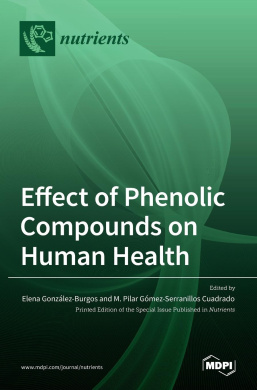 nutrients
Effect of Phenolic
Compounds on
Human Health
Edited by
Elena González-Burgos and M. Pilar Gómez-Serranillos Cuadrado
Printed Edition of the Special Issue Published in Nutrients
www.mdpi.com/journal/nutrients
MDPI